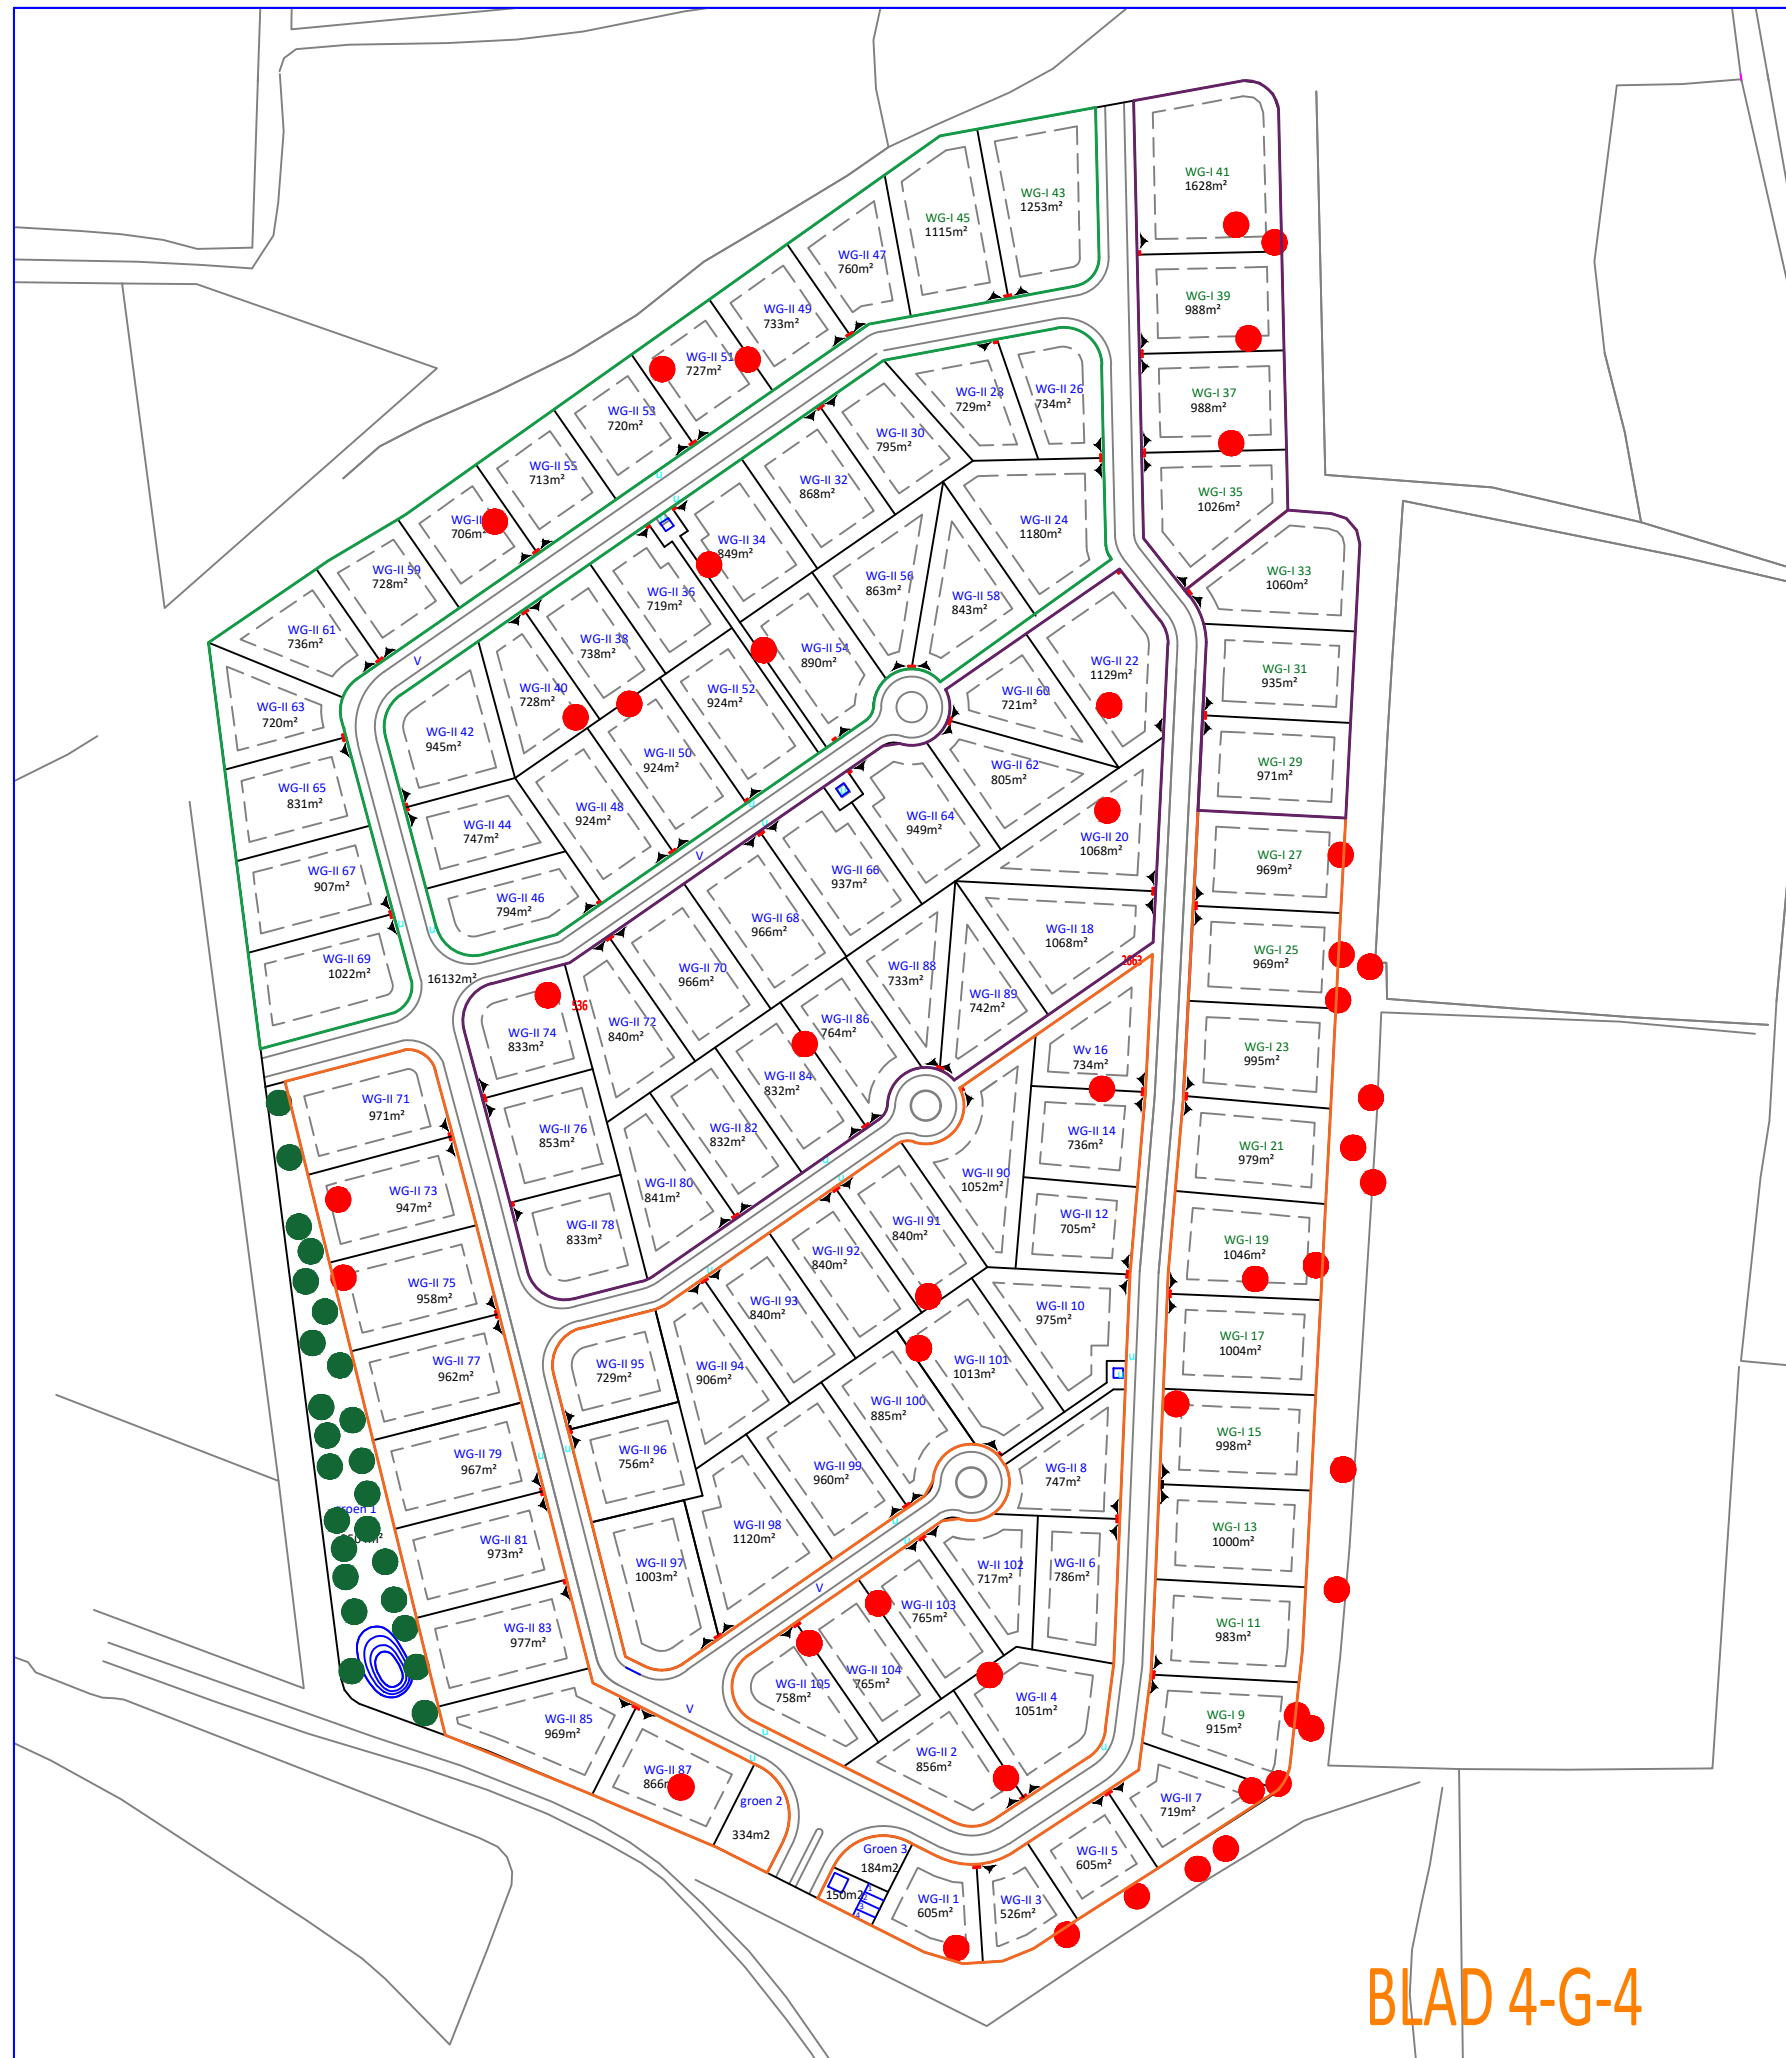 WG-I 41
1628m²
WG-I 43
1253m²
WG-I 45
1115m²
WG-II 47
760m²
WG-I 39
988m²
WG-II 49
733m²
WG-II 51
727m²
WG-I 37
988m²
WG-II 28
729m²
WG-II 26
734m²
WG-II 53
720m²
WG-II 30
795m²
WG-II 55
713m²
WG-II 32
868m²
WG-I 35
1026m²
WG-II
706m²
WG-II 24
1180m²
WG-II 34
849m²
WG-II 59
728m²
WG-II 56
863m²
WG-I 33
1060m²
WG-II 36
719m²
WG-II 58
843m²
WG-II 61
736m²
WG-II 38
738m²
WG-II 54
890m²
V
WG-II 22
1129m²
WG-I 31
935m²
WG-II 40
728m²
WG-II 52
924m²
WG-II 60
721m²
WG-II 63
720m²
WG-II 42
945m²
WG-II 50
924m²
WG-II 62
805m²
WG-I 29
971m²
WG-II 65
831m²
WG-II 48
924m²
WG-II 64
949m²
WG-II 44
747m²
WG-II 20
1068m²
V
WG-I 27
969m²
WG-II 67
907m²
WG-II 66
937m²
WG-II 46
794m²
WG-II 68
966m²
WG-II 18
1068m²
WG-I 25
969m²
WG-II 69
1022m²
16132m²
WG-II 70
966m²
WG-II 88
733m²
2663
WG-II 89
742m²
536
WG-II 74
833m²
WG-II 72
840m²
WG-II 86
764m²
Wv 16
734m²
WG-I 23
995m²
WG-II 84
832m²
WG-II 71
971m²
WG-II 76
853m²
WG-II 82
832m²
WG-II 14
736m²
WG-I 21
979m²
WG-II 73
947m²
WG-II 80
841m²
WG-II 90
1052m²
WG-II 78
833m²
WG-II 91
840m²
WG-II 12
705m²
WG-I 19
1046m²
WG-II 92
840m²
WG-II 75
958m²
WG-II 93
840m²
WG-II 10
975m²
WG-I 17
1004m²
WG-II 77
962m²
WG-II 95
729m²
WG-II 94
906m²
WG-II 101
1013m²
WG-II 100
885m²
WG-I 15
998m²
WG-II 79
967m²
WG-II 96
756m²
WG-II 99
960m²
WG-II 8
747m²
WG-II 98
1120m²
WG-I 13
1000m²
WG-II 81
973m²
WG-II 97
1003m²
W-II 102
717m²
WG-II 6
786m²
V
WG-II 103
765m²
WG-II 83
977m²
WG-I 11
983m²
WG-II 105
758m²
WG-II 104
765m²
V
WG-II 4
1051m²
WG-I 9
915m²
WG-II 85
969m²
WG-II 2
856m²
WG-II 87
groen 2
334m2
WG-II 7
719m²
Groen 3
184m2
WG-II 5
605m²
150m2
WG-II 1
605m²
WG-II 3
526m²
BLAD 4-G-4